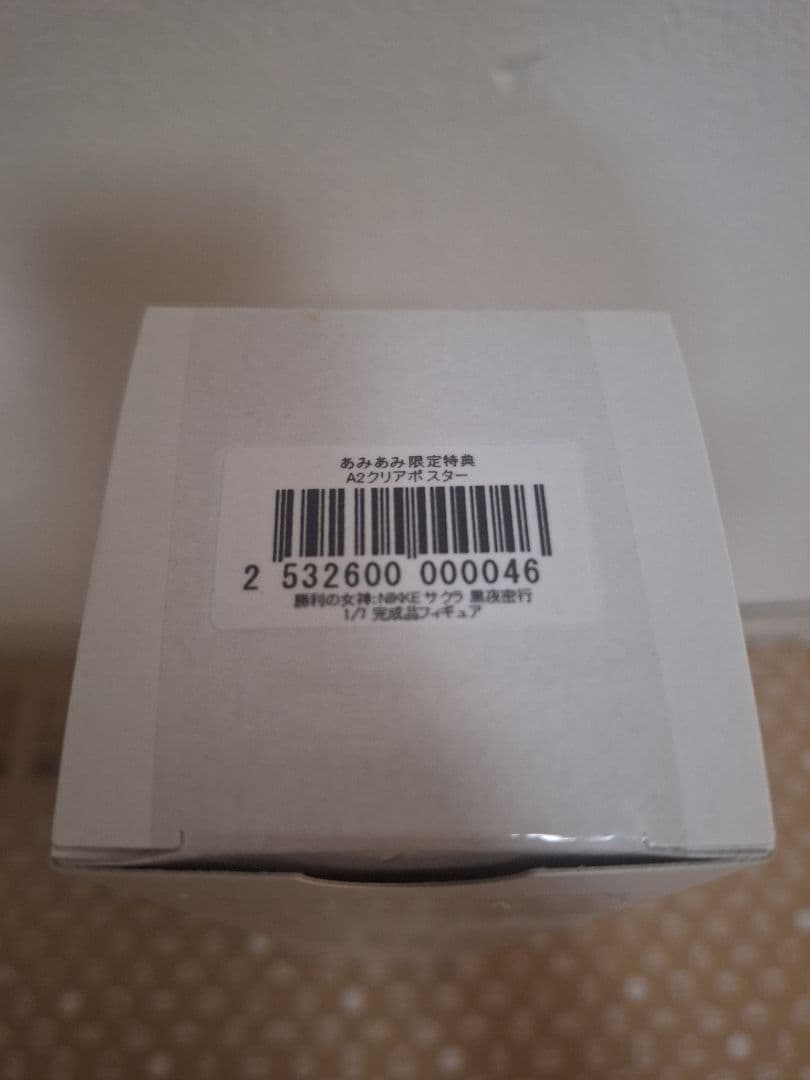 あみあみ限定特典
A2クリアポスター
2 532600 000046
勝利の女神:NIKKE サクラ 黒夜密行
1/7 完成品フィギュア